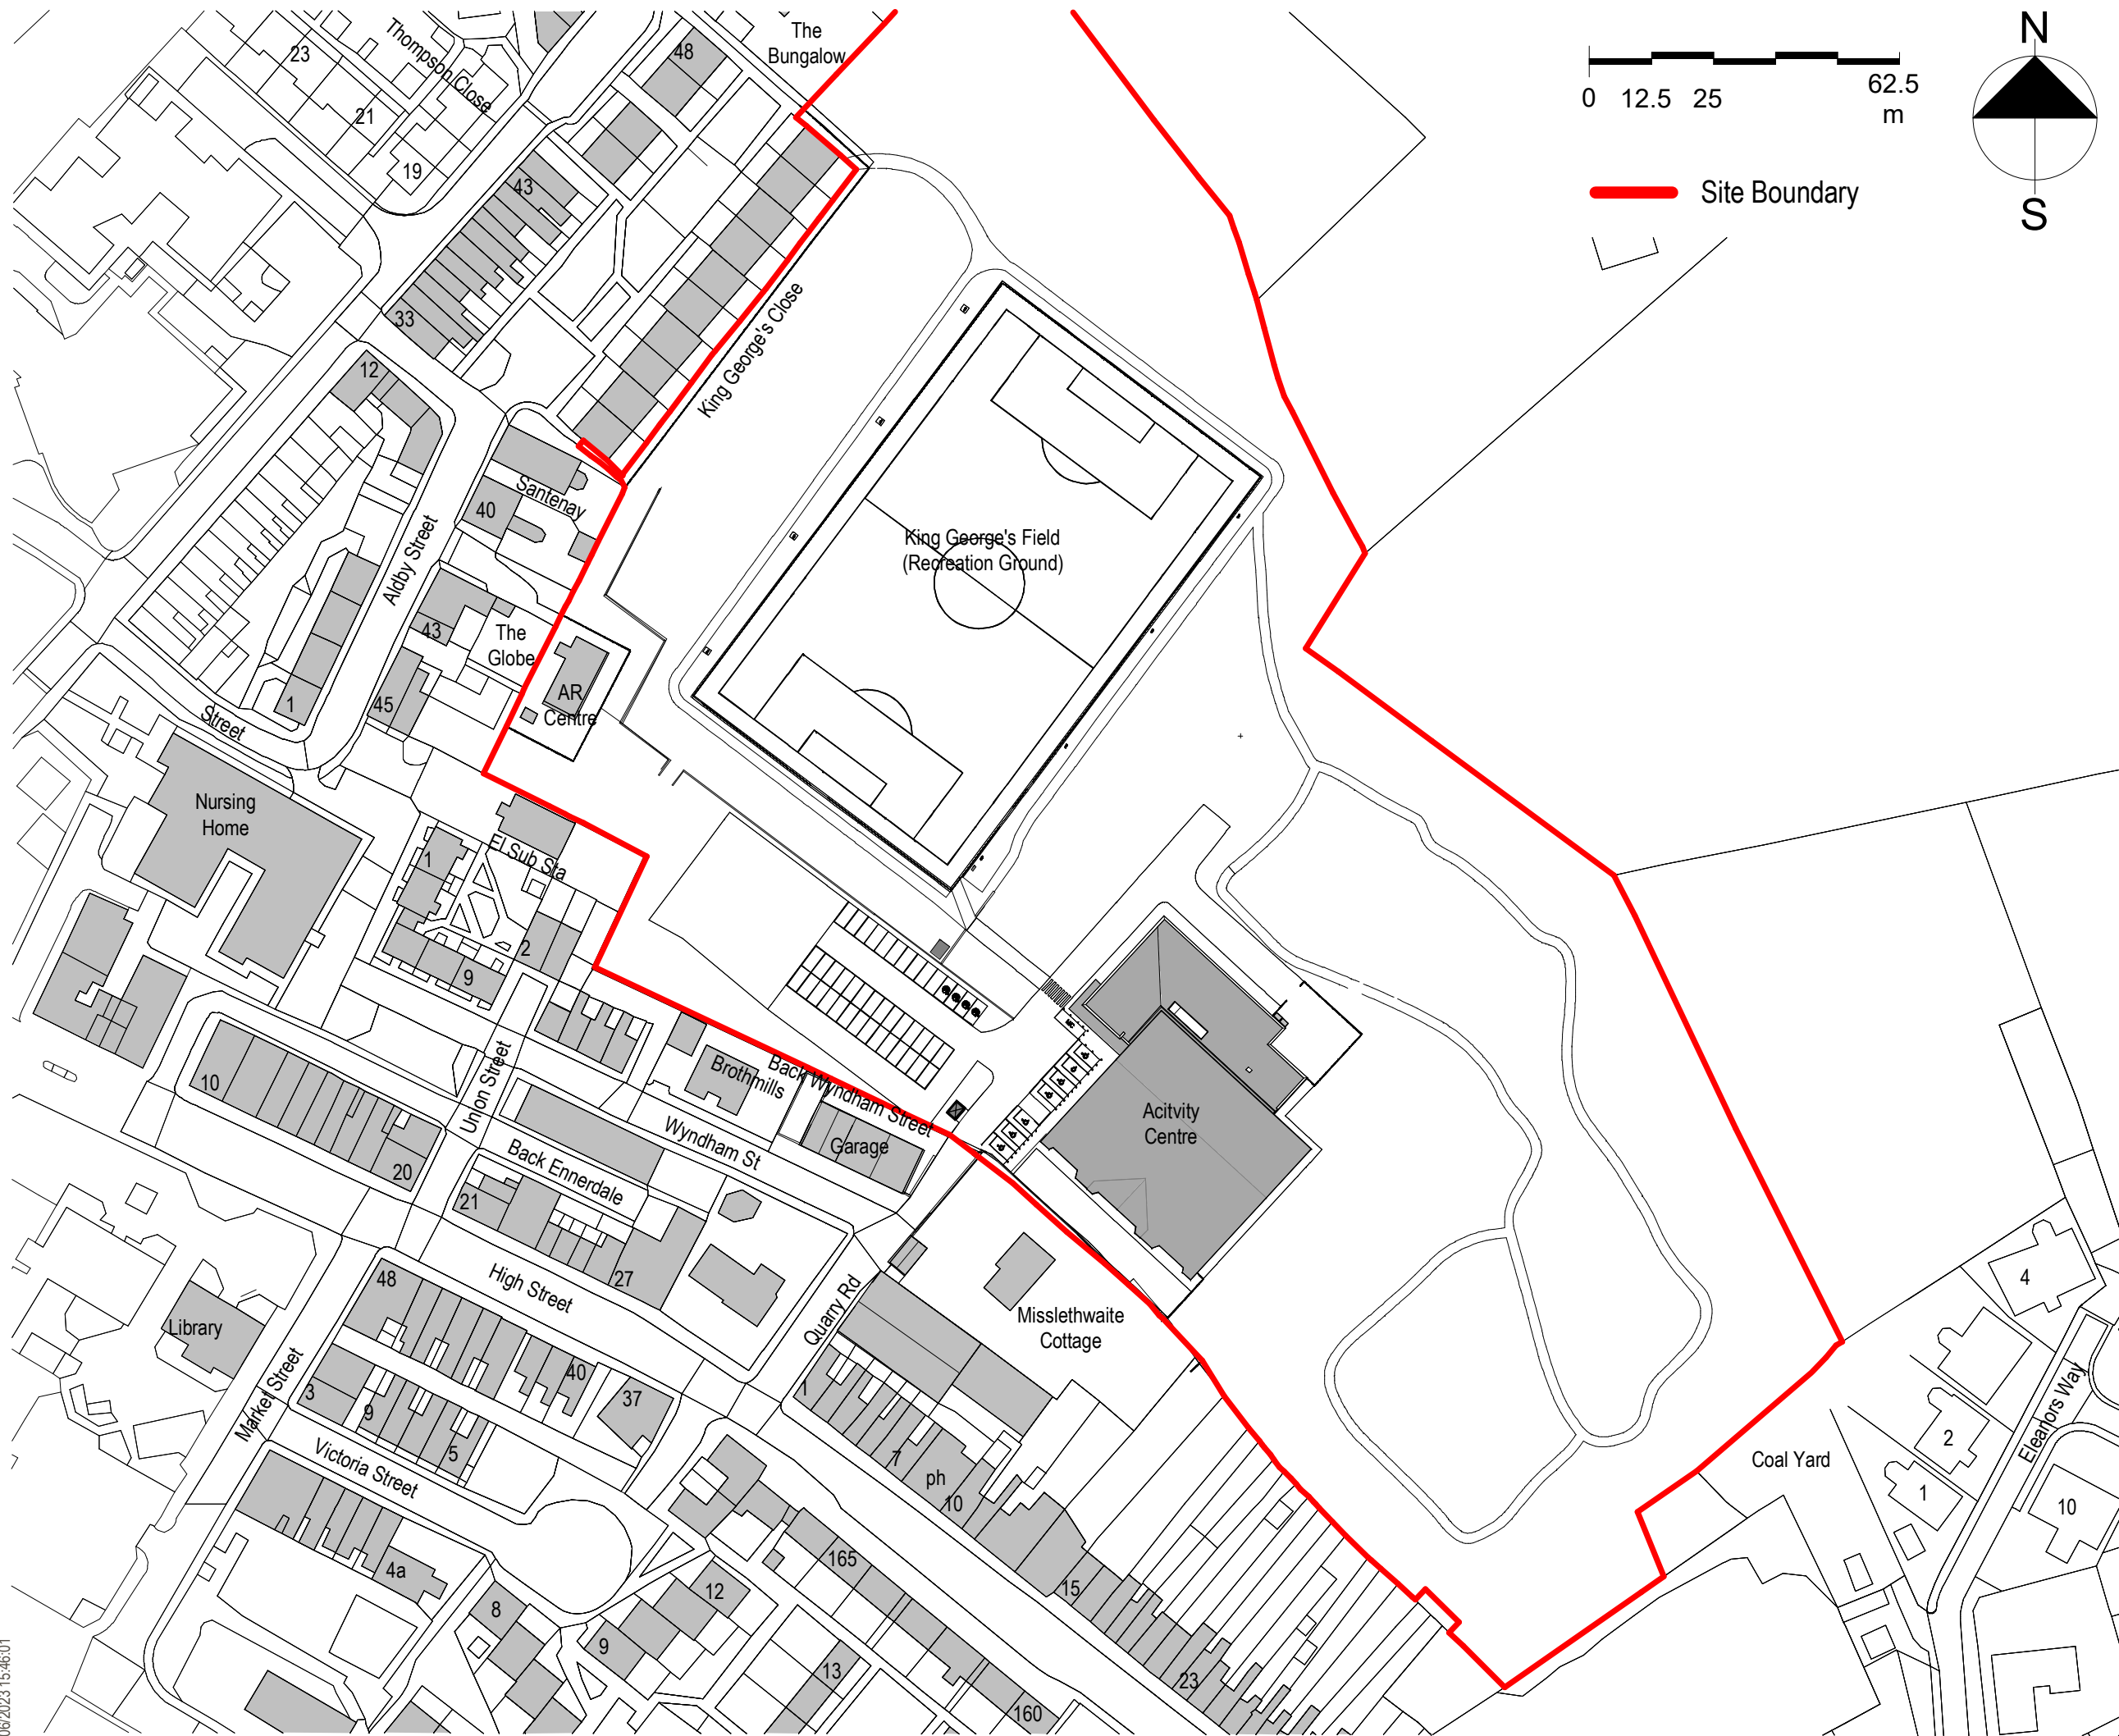 The
Bungalow
48
23
Thompson Close
21
19
43
33
King George's Close
12
Santenay
40
Aldby Street
43
The
Globe
45
1
AR
Centre
Street
King George's Field
(Recreation Ground)
N
S
0 12.5 25 62.5
m
Site Boundary
Nursing
Home
1
El Sub Sta
2
9
10
20
Union Street
Brothmills
Back Wyndham Street
Garage
Wyndham St
Back Ennerdale
21
27
High Street
Quarry Rd
Acitvity
Centre
Misslethwaite
Cottage
Library
Market Street
48
40
37
3
9
5
Victoria Street
4a
8
9
12
13
165
160
1
7
ph
10
15
23
Coal Yard
4
2
1
10
Eleanors Way
06/2023 15:46:01